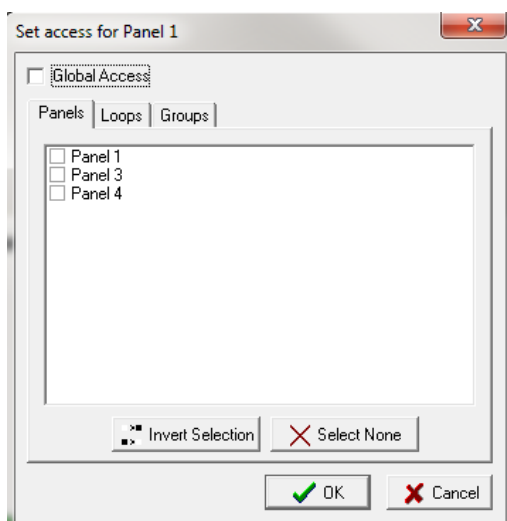 Set access for Panel 1
Global Access
Panels Loops Groups
Panel 1
Panel 3
Panel 4
Invert Selection Select None
OK Cancel